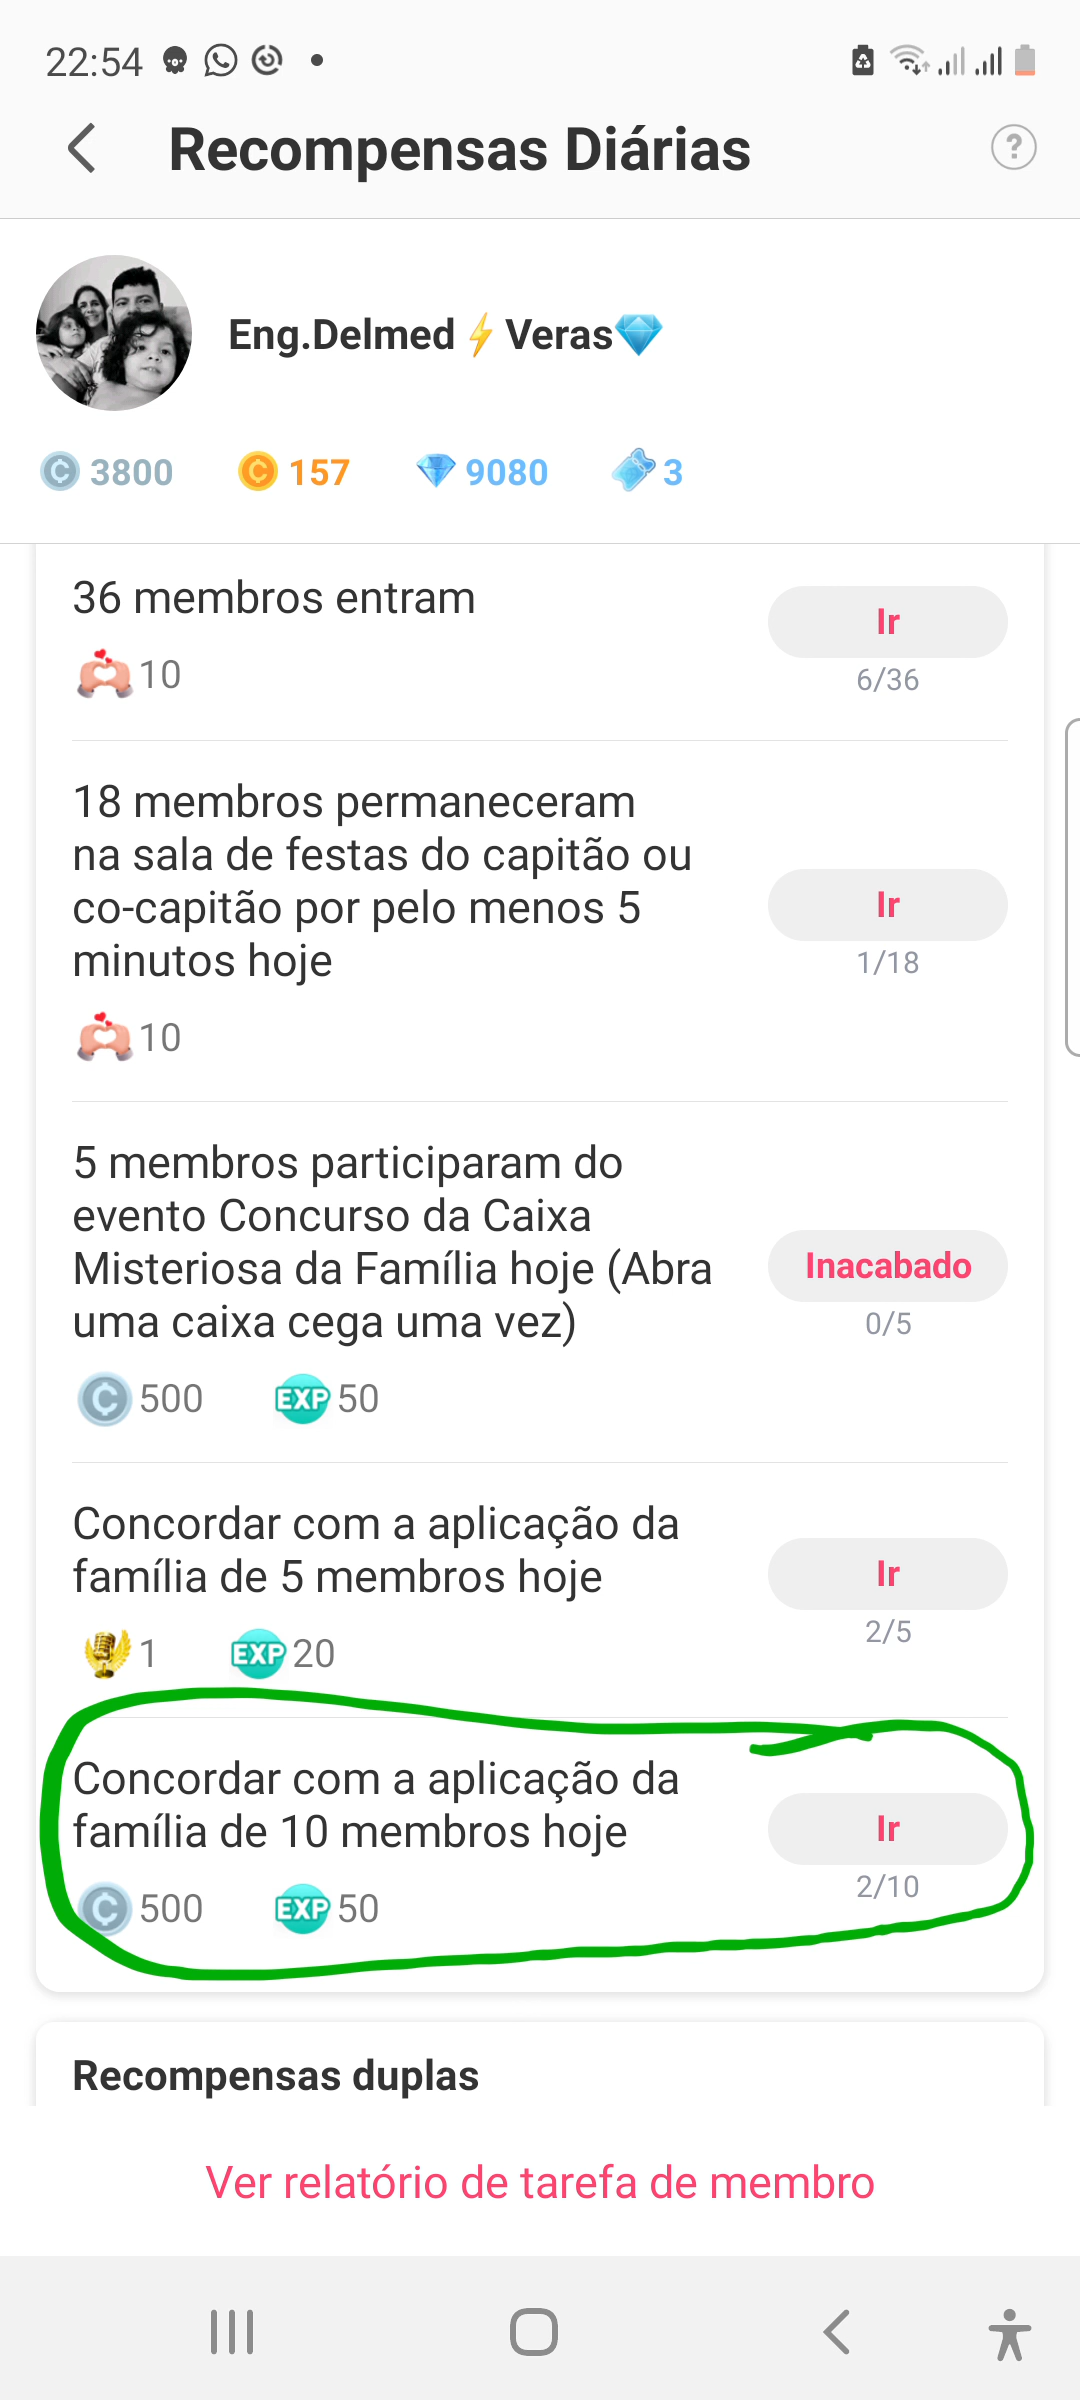 22:54
Recompensas Diárias
?
Eng.Delmed⚡Veras💎
3800 157 9080 3
36 membros entram
10
Ir
6/36
18 membros permaneceram
na sala de festas do capitão ou
co-capitão por pelo menos 5
minutos hoje
10
Ir
1/18
5 membros participaram do
evento Concurso da Caixa
Misteriosa da Família hoje (Abra
uma caixa cega uma vez)
500 EXP 50
Inacabado
0/5
Concordar com a aplicação da
família de 5 membros hoje
1 EXP 20
Ir
2/5
Concordar com a aplicação da
família de 10 membros hoje
500 EXP 50
Ir
2/10
Recompensas duplas
Ver relatório de tarefa de membro